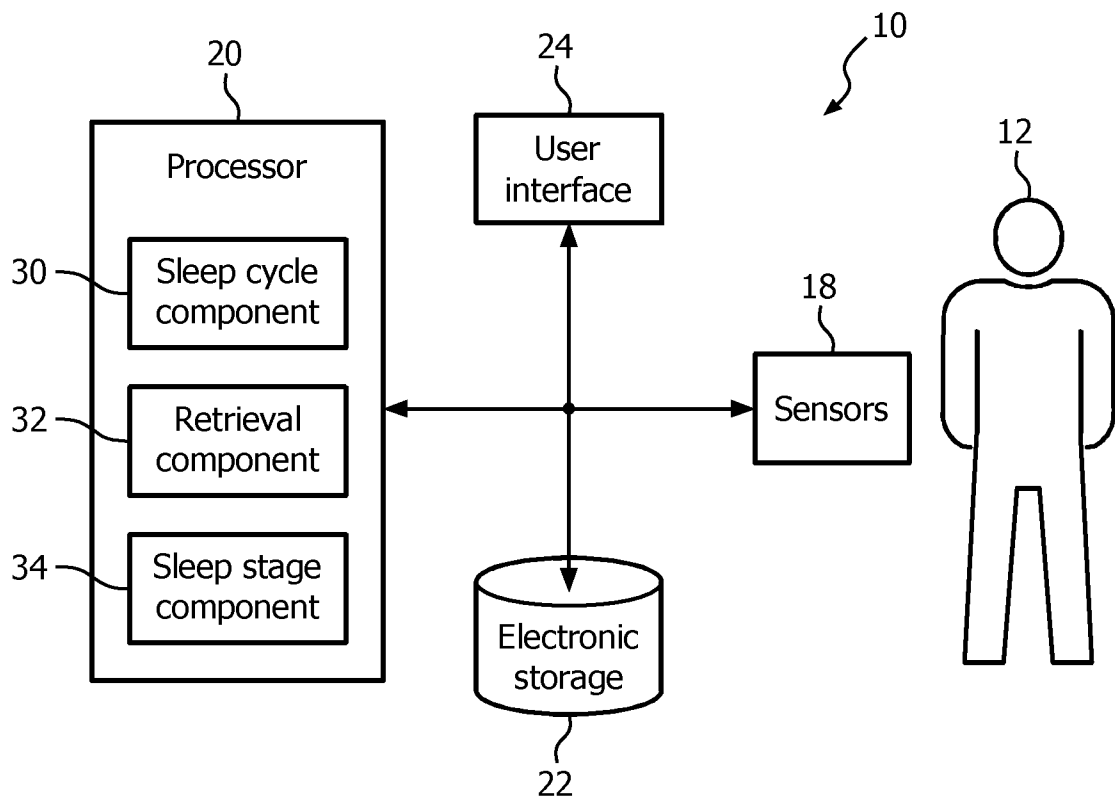 10
24
20
12
Processor
User
interface
18
30
Sleep cycle
component
32
Retrieval
component
Sensors
34
Sleep stage
component
Electronic
storage
22